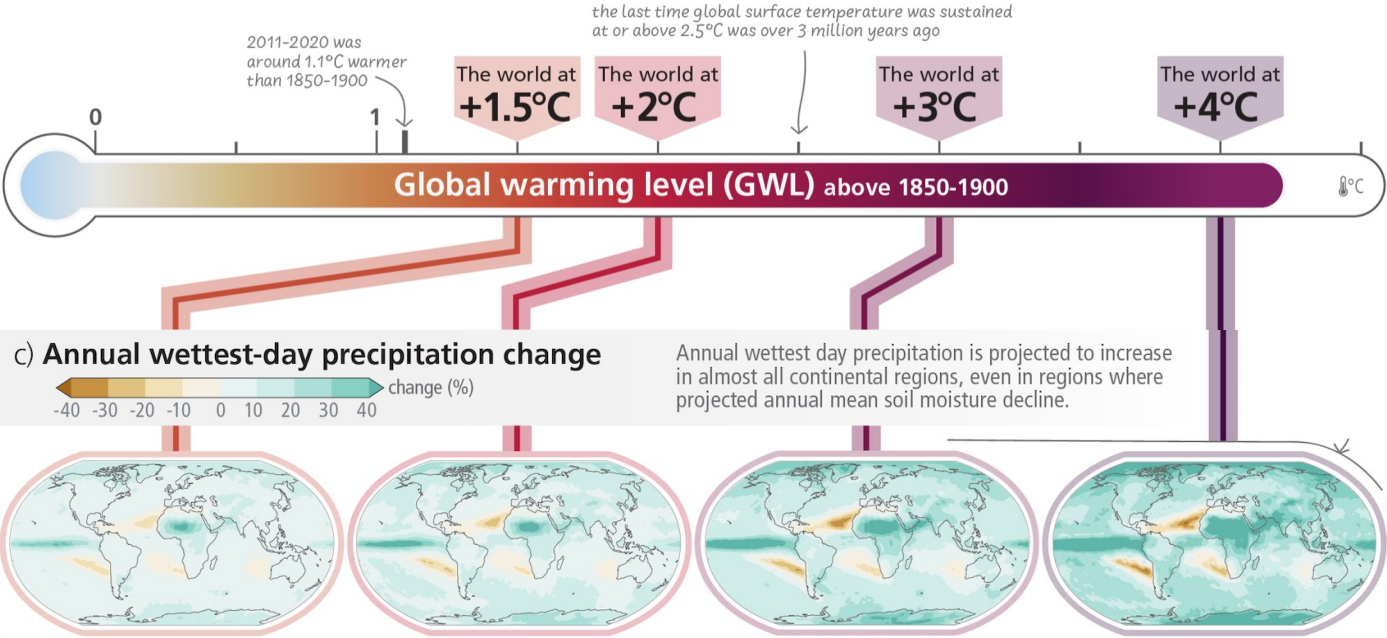 the last time global surface temperature was sustained
at or above 2.5°C was over 3 million years ago
2011-2020 was
around 1.1°C warmer
than 1850-1900
The world at
+1.5°C
The world at
+2°C
The world at
+3°C
The world at
+4°C
0
1
Global warming level (GWL) above 1850-1900
°C
c) Annual wettest-day precipitation change
change (%)
-40 -30 -20 -10 0 10 20 30 40
Annual wettest day precipitation is projected to increase
in almost all continental regions, even in regions where
projected annual mean soil moisture decline.